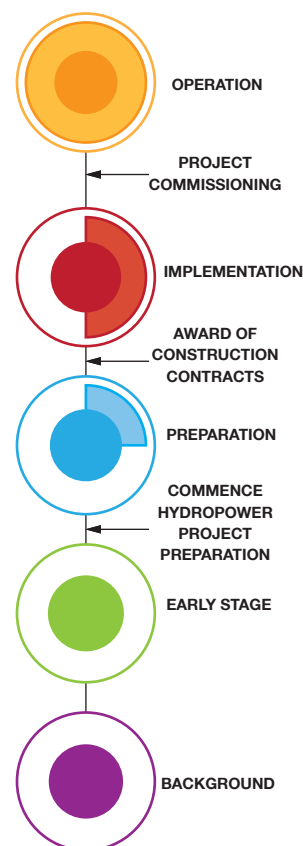 OPERATION
PROJECT
COMMISSIONING
IMPLEMENTATION
AWARD OF
CONSTRUCTION
CONTRACTS
PREPARATION
COMMENCE
HYDROPOWER
PROJECT
PREPARATION
EARLY STAGE
BACKGROUND